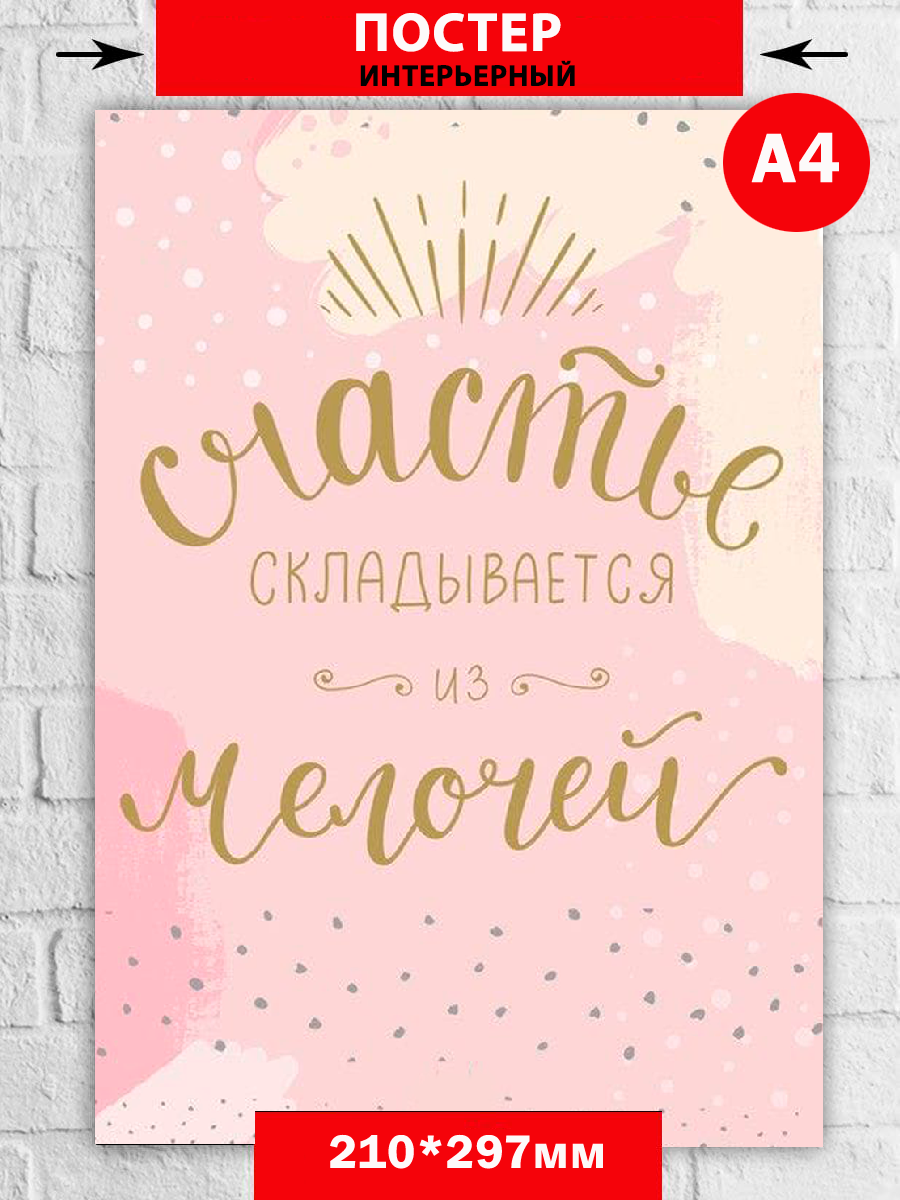 ПОСТЕР
ИНТЕРЬЕРНЫЙ
А4
счастье
СКЛАДЫВАЕТСЯ
ИЗ
мелочей
210*297мм